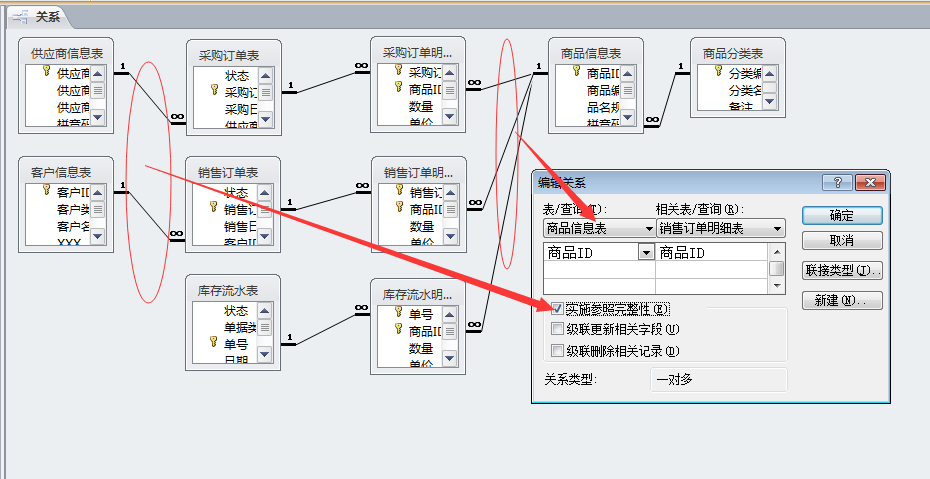 关系
供应商信息表
供应商
供应商
供应商
1
∞
采购订单表
状态
采购订
采购日
供应商
1
∞
采购订单明...
采购订
商品ID
数量
单价
∞
1
商品信息表
商品ID
商品编
品名规
拼音码
∞
1
商品分类表
分类编
分类名
备注
客户信息表
客户ID
客户类
客户名
XXX
1
∞
销售订单表
状态
销售订
销售日
客户ID
1
∞
销售订单明...
销售订
商品ID
数量
单价
∞
库存流水表
状态
单据类
单号
日期
1
∞
库存流水明...
单号
商品ID
数量
单价
∞
编辑关系
表/查询(T):
相关表/查询(R):
商品信息表
销售订单明细表
商品ID
商品ID
实施参照完整性(E)
级联更新相关字段(U)
级联删除相关记录(D)
关系类型:
一对多
确定
取消
联接类型(J)..
新建(N)..